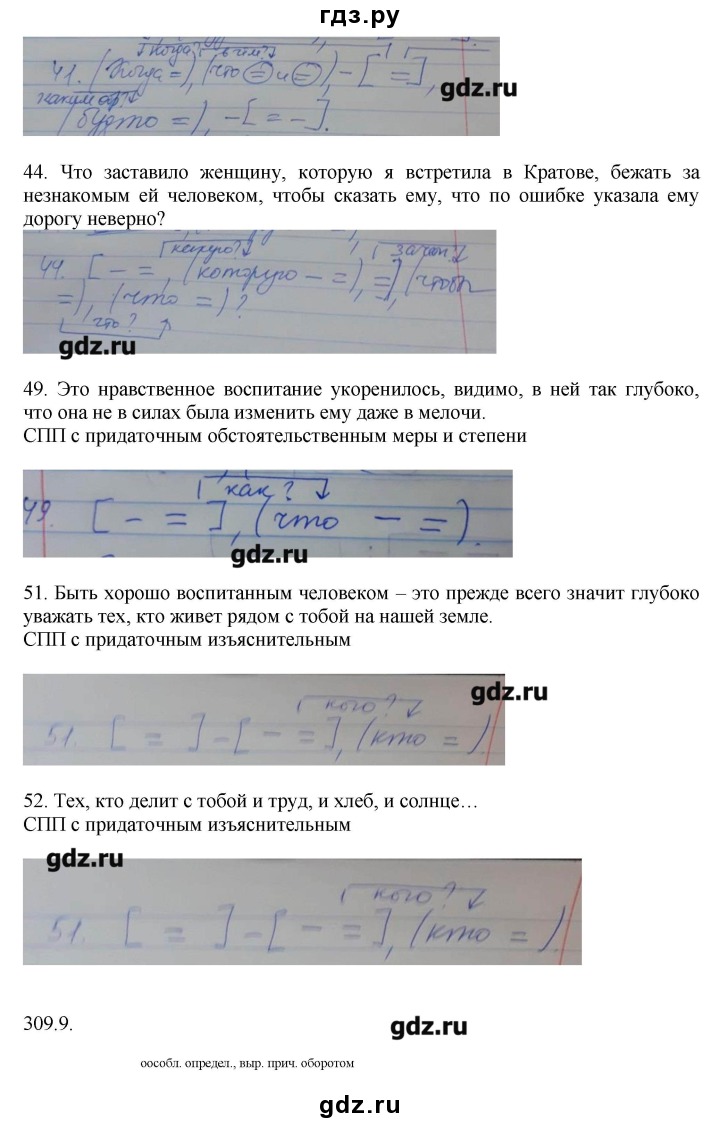 гдз.ру
[когда? в чём?
41. (Когда =), (что = и =), - [ = ],
gdz.ru
каким обр?
(будто = ), - [ = - ].
44. Что заставило женщину, которую я встретила в Кратове, бежать за
незнакомым ей человеком, чтобы сказать ему, что по ошибке указала ему
дорогу неверно?
какую? зачем?
44. [ - = , (которую - = ), = ], (чтобы
= ), (что = )?
что?
gdz.ru
49. Это нравственное воспитание укоренилось, видимо, в ней так глубоко,
что она не в силах была изменить ему даже в мелочи.
СПП с придаточным обстоятельственным меры и степени
как?
49. [ - = ], (что - = ).
gdz.ru
51. Быть хорошо воспитанным человеком – это прежде всего значит глубоко
уважать тех, кто живет рядом с тобой на нашей земле.
СПП с придаточным изъяснительным
gdz.ru
кого?
51. [ = ] - [ - = ], (кто = ).
52. Тех, кто делит с тобой и труд, и хлеб, и солнце…
СПП с придаточным изъяснительным
gdz.ru
кого?
51. [ = ] - [ - = ], (кто = ).
309.9.
gdz.ru
оособл. определ., выр. прич. оборотом
gdz.ru